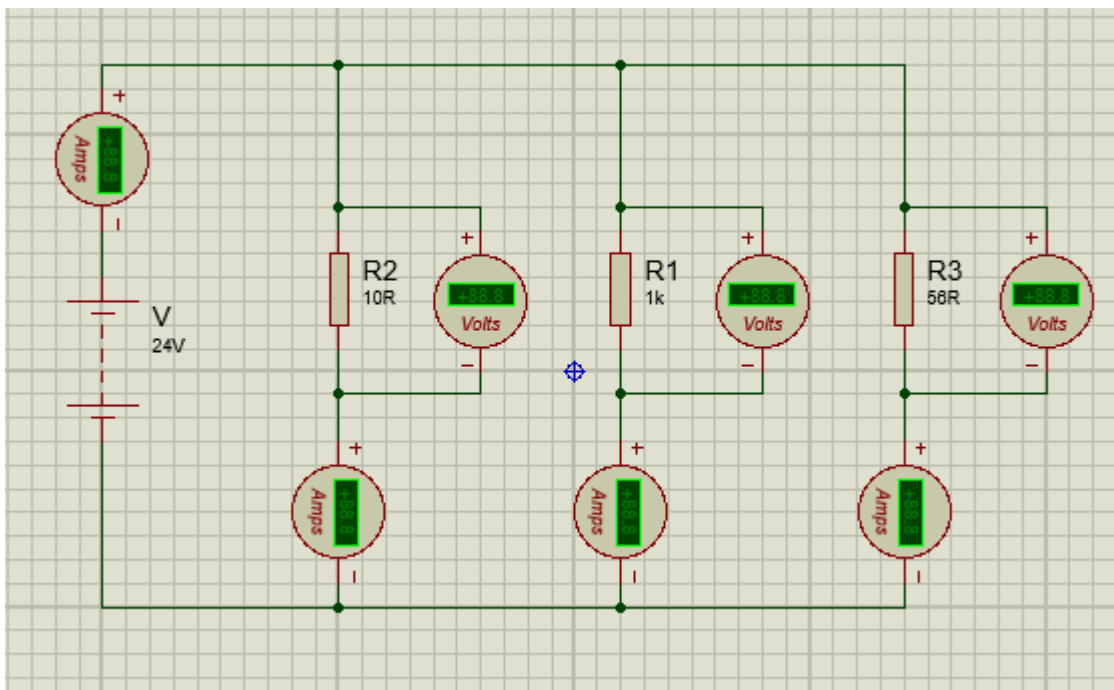 +
Amps
+88.8
-
V
24V
R2
10R
+
+88.8
Volts
-
R1
1k
+
+88.8
Volts
-
R3
56R
+
+88.8
Volts
-
+
Amps
+88.8
-
+
Amps
+88.8
-
+
Amps
+88.8
-